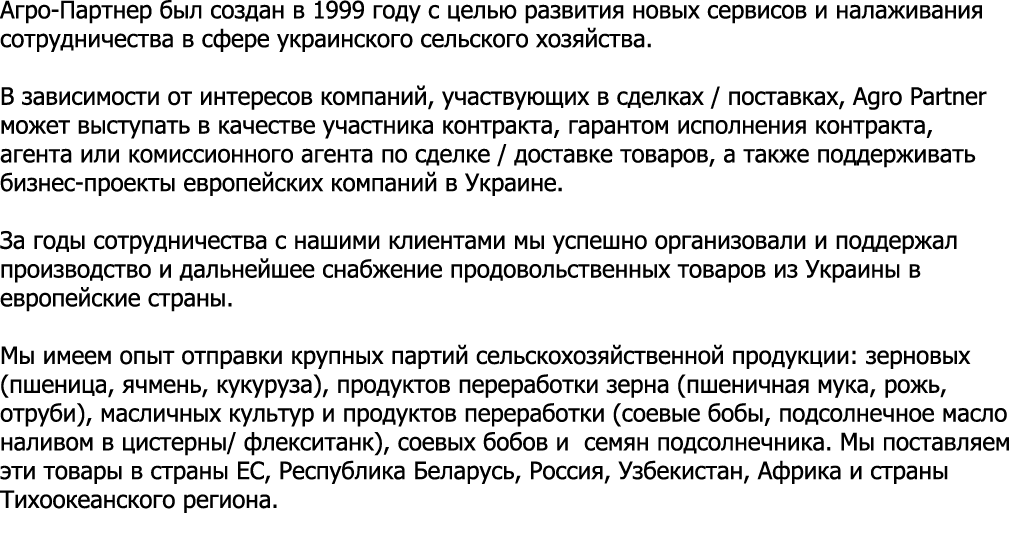 Агро-Партнер был создан в 1999 году с целью развития новых сервисов и налаживания
сотрудничества в сфере украинского сельского хозяйства.
В зависимости от интересов компаний, участвующих в сделках / поставках, Agro Partner
может выступать в качестве участника контракта, гарантом исполнения контракта,
агента или комиссионного агента по сделке / доставке товаров, а также поддерживать
бизнес-проекты европейских компаний в Украине.
За годы сотрудничества с нашими клиентами мы успешно организовали и поддержал
производство и дальнейшее снабжение продовольственных товаров из Украины в
европейские страны.
Мы имеем опыт отправки крупных партий сельскохозяйственной продукции: зерновых
(пшеница, ячмень, кукуруза), продуктов переработки зерна (пшеничная мука, рожь,
отруби), масличных культур и продуктов переработки (соевые бобы, подсолнечное масло
наливом в цистерны/ флекситанк), соевых бобов и  семян подсолнечника. Мы поставляем
эти товары в страны ЕС, Республика Беларусь, Россия, Узбекистан, Африка и страны
Тихоокеанского региона.